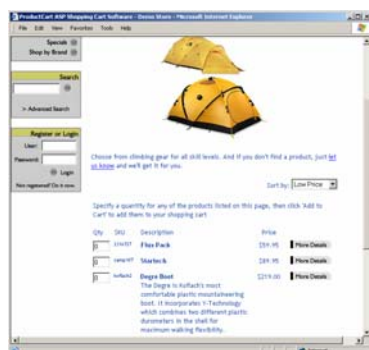 ProductCart ASP Shopping Cart Software - Demo Store - Microsoft Internet Explorer
File Edit View Favorites Tools Help
Specials
Shop by Brand
Search
> Advanced Search
Register or Login
User:
Password:
Login
Not registered? Do it now.
Choose from climbing gear for all skill levels. And if you don't find a product, just let
us know and we'll get it for you.
Sort by: Low Price
Specify a quantity for any of the products listed on this page, then click 'Add to
Cart' to add them to your shopping cart
Qty SKU Description Price
0 Flux Pack $59.95 More Details
0 Starteck $89.95 More Details
0 Degre Boot $219.00 More Details
The Degre is Koflach's most
comfortable plastic mountaineering
boot. It incorporates Y-Technology
which combines two different plastic
durometers in the shell for
maximum walking flexibility.